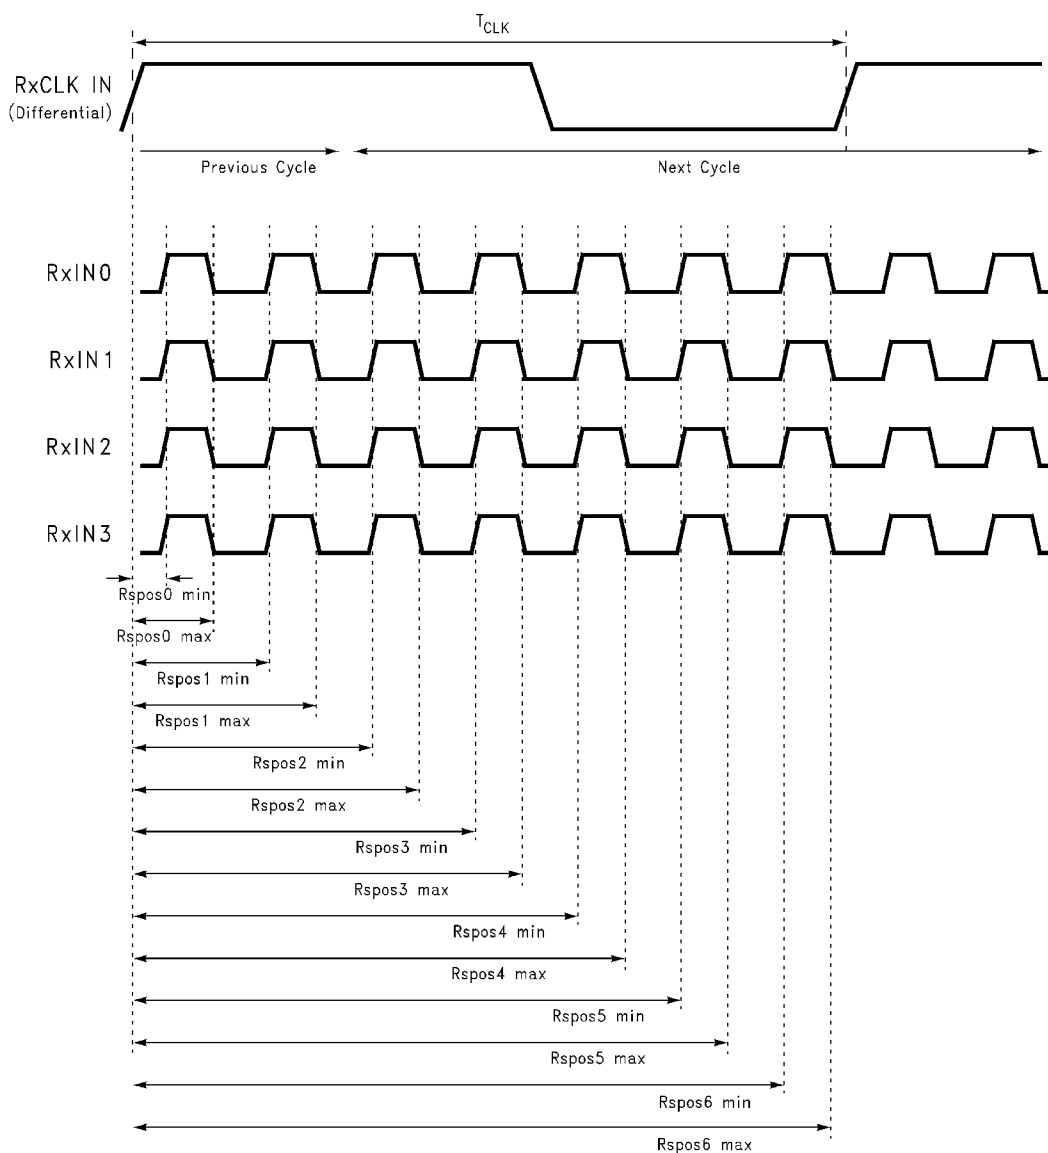 TCLK
RxCLK IN
(Differential)
Previous Cycle
Next Cycle
RxIN0
RxIN1
RxIN2
RxIN3
Rspos0 min
Rspos0 max
Rspos1 min
Rspos1 max
Rspos2 min
Rspos2 max
Rspos3 min
Rspos3 max
Rspos4 min
Rspos4 max
Rspos5 min
Rspos5 max
Rspos6 min
Rspos6 max